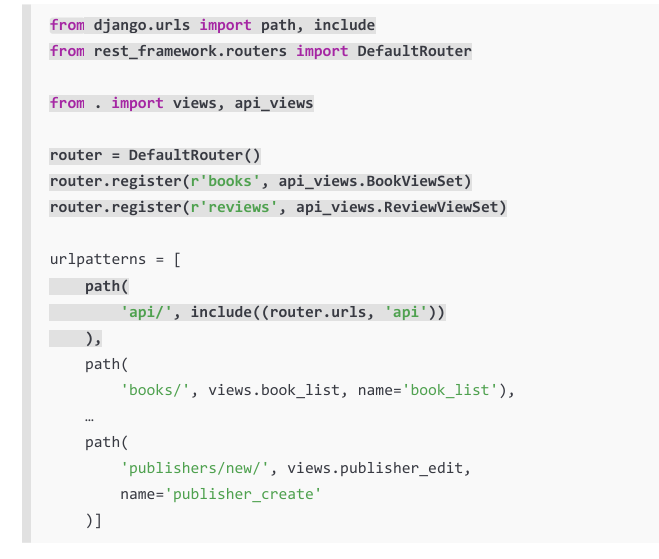 from django.urls import path, include
from rest_framework.routers import DefaultRouter

from . import views, api_views

router = DefaultRouter()
router.register(r'books', api_views.BookViewSet)
router.register(r'reviews', api_views.ReviewViewSet)

urlpatterns = [
    path(
        'api/', include((router.urls, 'api'))
    ),
    path(
        'books/', views.book_list, name='book_list'),
    …
    path(
        'publishers/new/', views.publisher_edit,
        name='publisher_create'
    )]